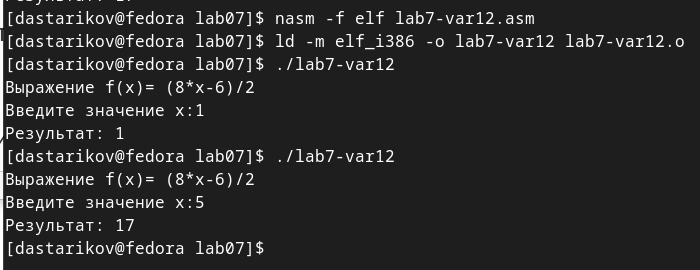 [dastarikov@fedora lab07]$ nasm -f elf lab7-var12.asm
[dastarikov@fedora lab07]$ ld -m elf_i386 -o lab7-var12 lab7-var12.o
[dastarikov@fedora lab07]$ ./lab7-var12
Выражение f(x)= (8*x-6)/2
Введите значение x:1
Результат: 1
[dastarikov@fedora lab07]$ ./lab7-var12
Выражение f(x)= (8*x-6)/2
Введите значение x:5
Результат: 17
[dastarikov@fedora lab07]$